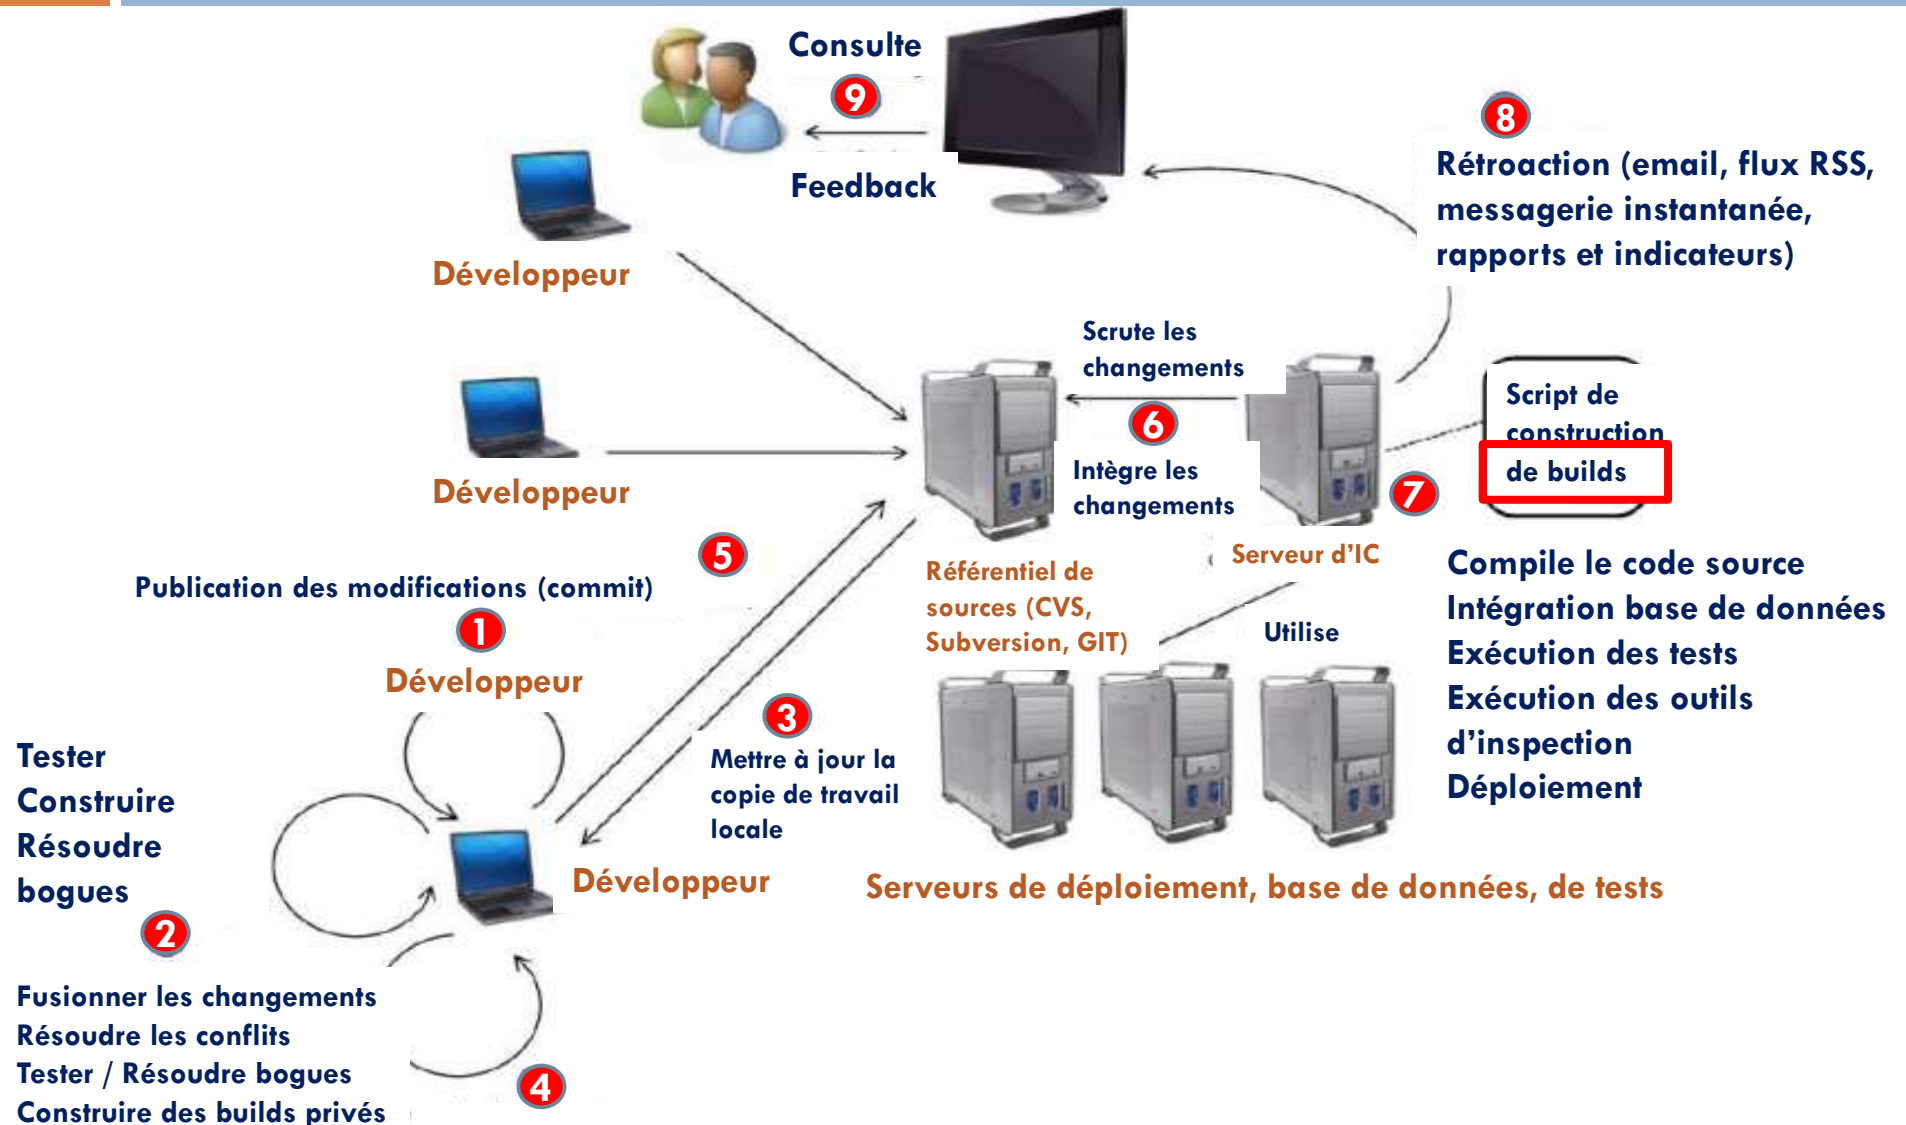 Consulte
9
Feedback
8
Rétroaction (email, flux RSS,
messagerie instantanée,
rapports et indicateurs)
Développeur
Scrute les
changements
6
Intègre les
changements
Script de
construction
de builds
7
Développeur
5
Publication des modifications (commit)
1
Développeur
Référentiel de
sources (CVS,
Subversion, GIT)
Serveur d’IC
Utilise
Compile le code source
Intégration base de données
Exécution des tests
Exécution des outils
d’inspection
Déploiement
3
Mettre à jour la
copie de travail
locale
Tester
Construire
Résoudre
bogues
2
Développeur
Serveurs de déploiement, base de données, de tests
Fusionner les changements
Résoudre les conflits
Tester / Résoudre bogues
Construire des builds privés
4